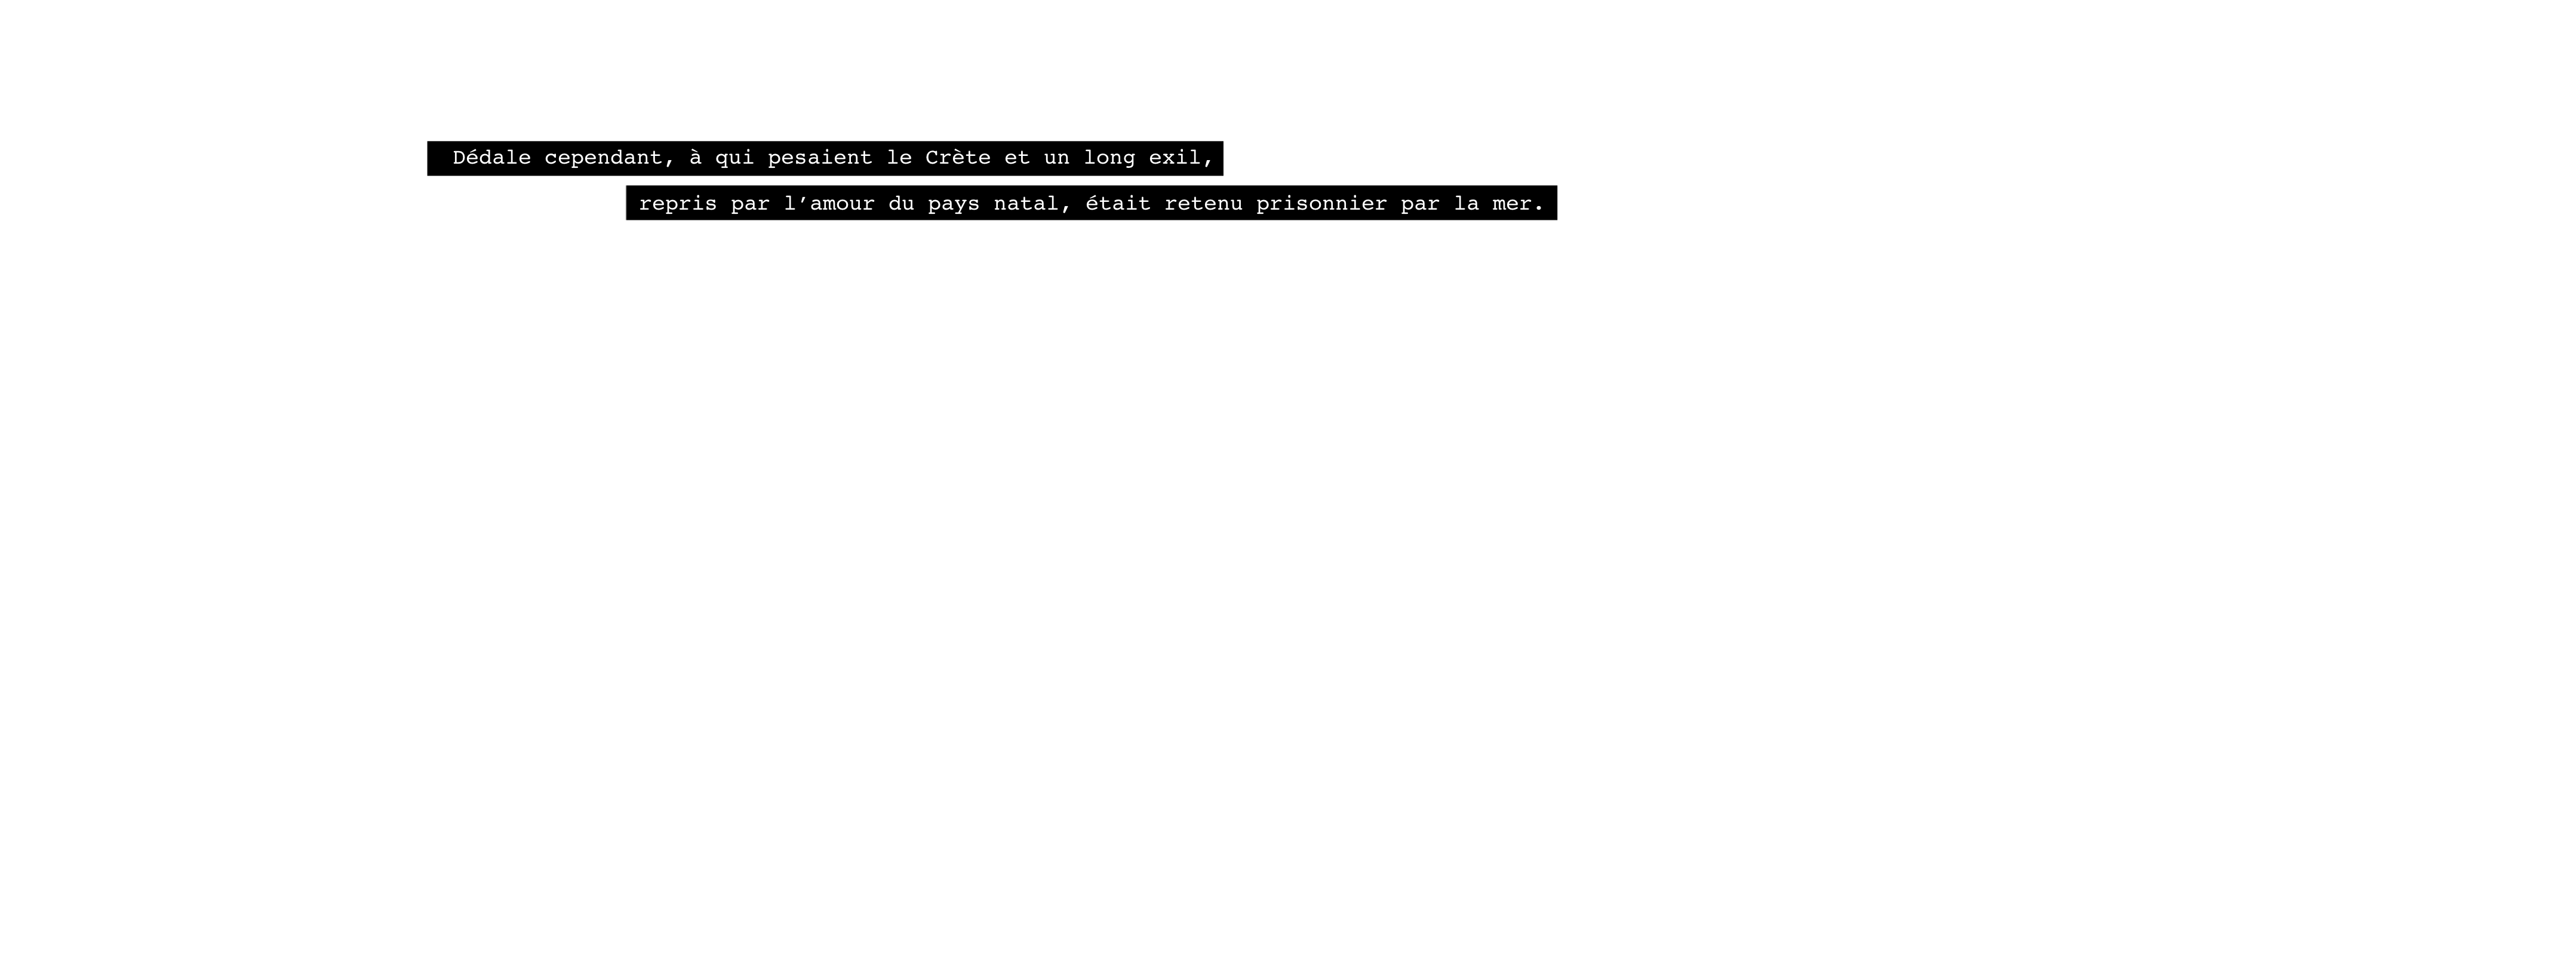 Dédale cependant, à qui pesaient le Crète et un long exil,
repris par l’amour du pays natal, était retenu prisonnier par la mer.